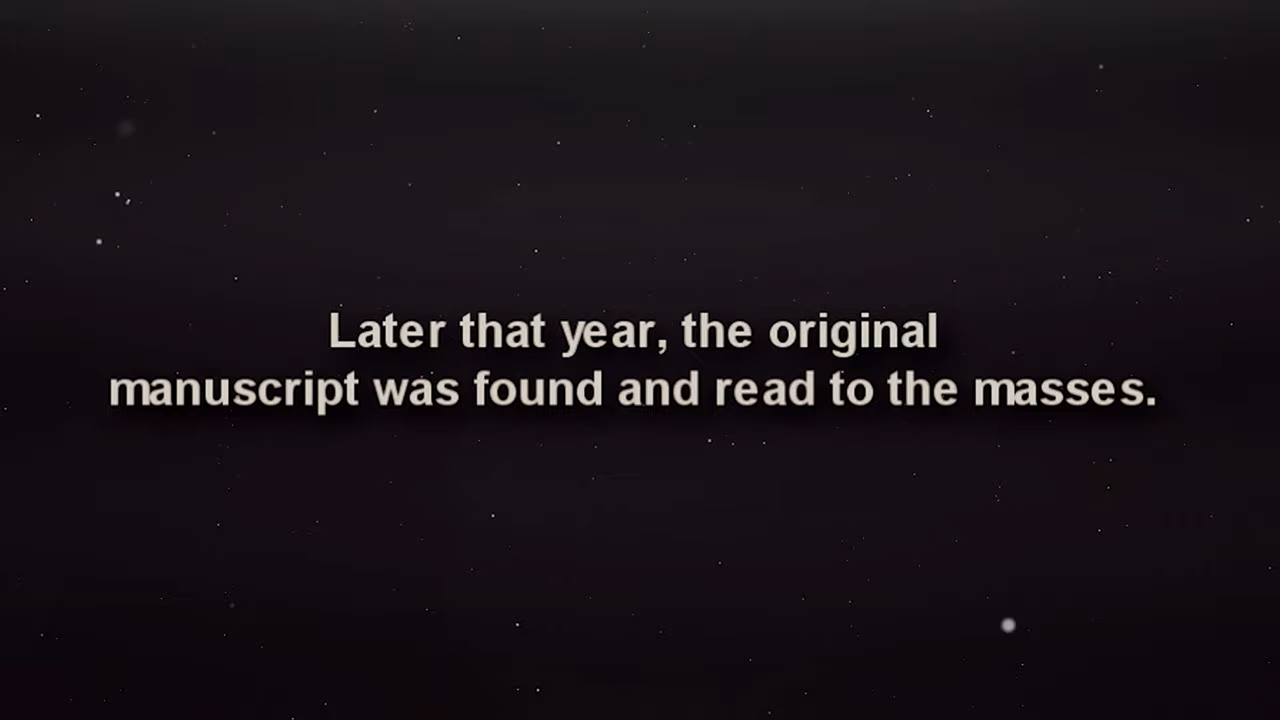 Later that year, the original
manuscript was found and read to the masses.